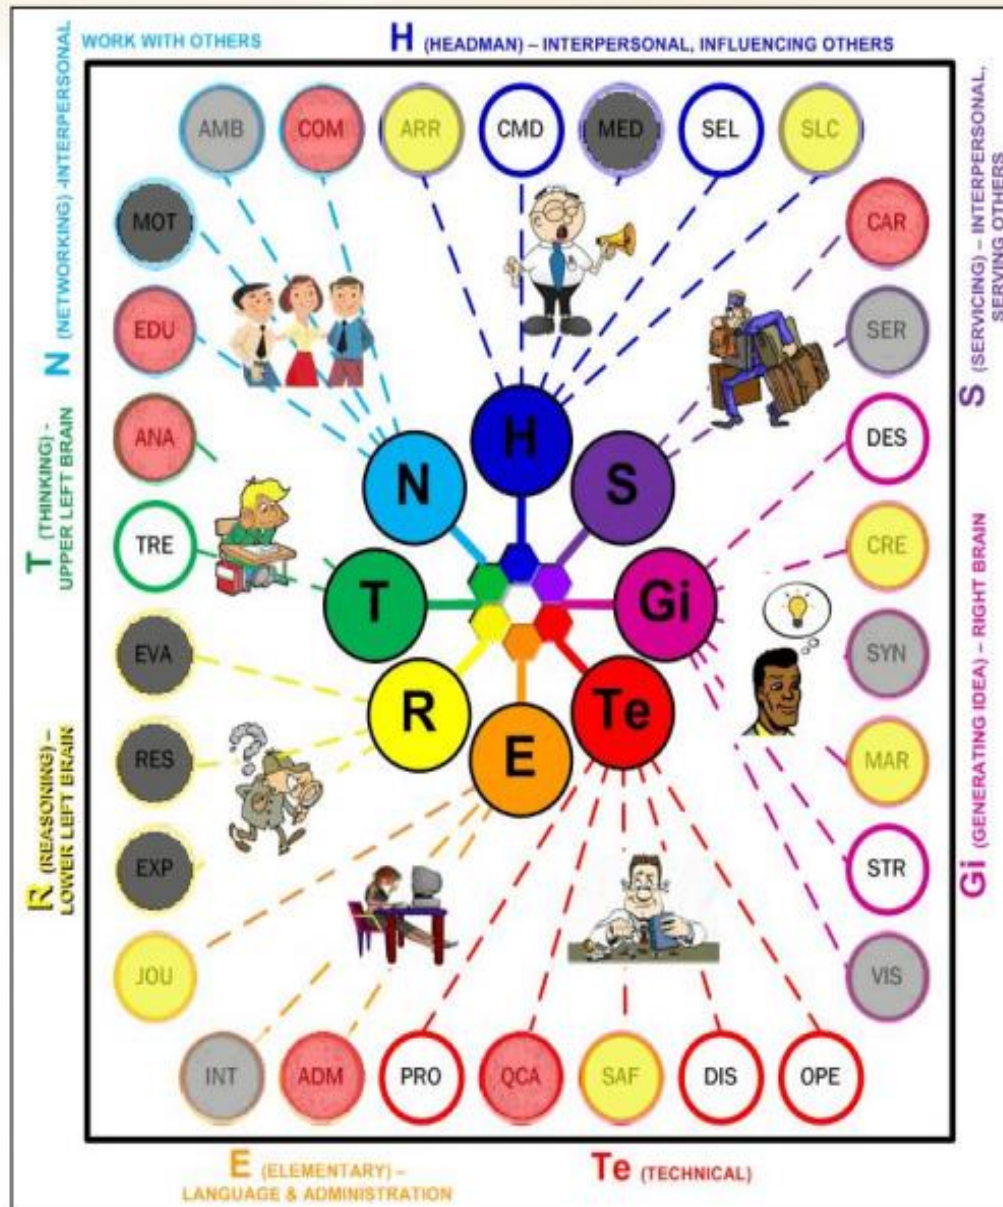 WORK WITH OTHERS
H (HEADMAN) – INTERPERSONAL, INFLUENCING OTHERS
N (NETWORKING) -INTERPERSONAL
S (SERVICING) – INTERPERSONAL,
SERVING OTHERS
AMB
COM
ARR
CMD
MED
SEL
SLC
MOT
CAR
EDU
SER
ANA
DES
TRE
CRE
EVA
SYN
RES
MAR
EXP
STR
JOU
VIS
INT
ADM
PRO
QCA
SAF
DIS
OPE
H
N
S
T
Gi
R
Te
E
T (THINKING) -
UPPER LEFT BRAIN
R (REASONING) –
LOWER LEFT BRAIN
Gi (GENERATING IDEA) – RIGHT BRAIN
E (ELEMENTARY) –
LANGUAGE & ADMINISTRATION
Te (TECHNICAL)